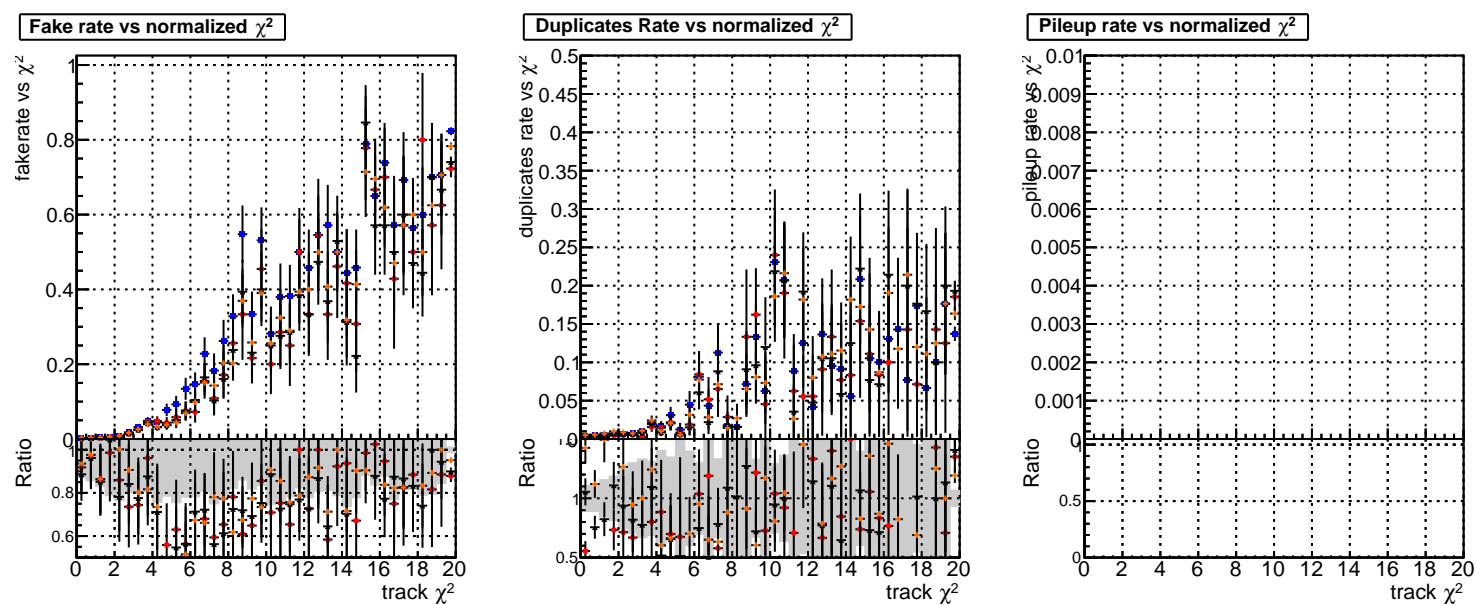 Fake rate vs normalized χ²
fakerate vs χ²
1
0.8
0.6
0.4
0.2
0
Ratio
1
0.8
0.6
0 2 4 6 8 10 12 14 16 18 20
track χ²
Duplicates Rate vs normalized χ²
duplicates rate vs χ²
0.5
0.45
0.4
0.35
0.3
0.25
0.2
0.15
0.1
0.05
0
Ratio
1
0.5
0 2 4 6 8 10 12 14 16 18 20
track χ²
Pileup rate vs normalized χ²
pileup rate vs χ²
0.01
0.009
0.008
0.007
0.006
0.005
0.004
0.003
0.002
0.001
0
Ratio
1
0.5
0
0 2 4 6 8 10 12 14 16 18 20
track χ²